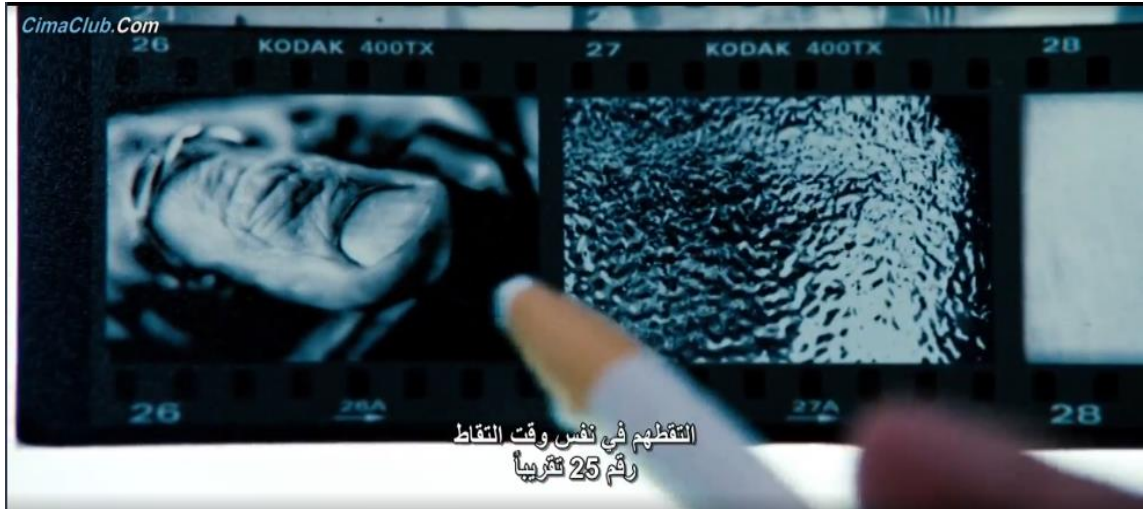 CimaClub.Com
26 KODAK 400TX 27 KODAK 400TX 28
26 26A 27A 28
التقطهم في نفس وقت التقاط
رقم 25 تقريباً